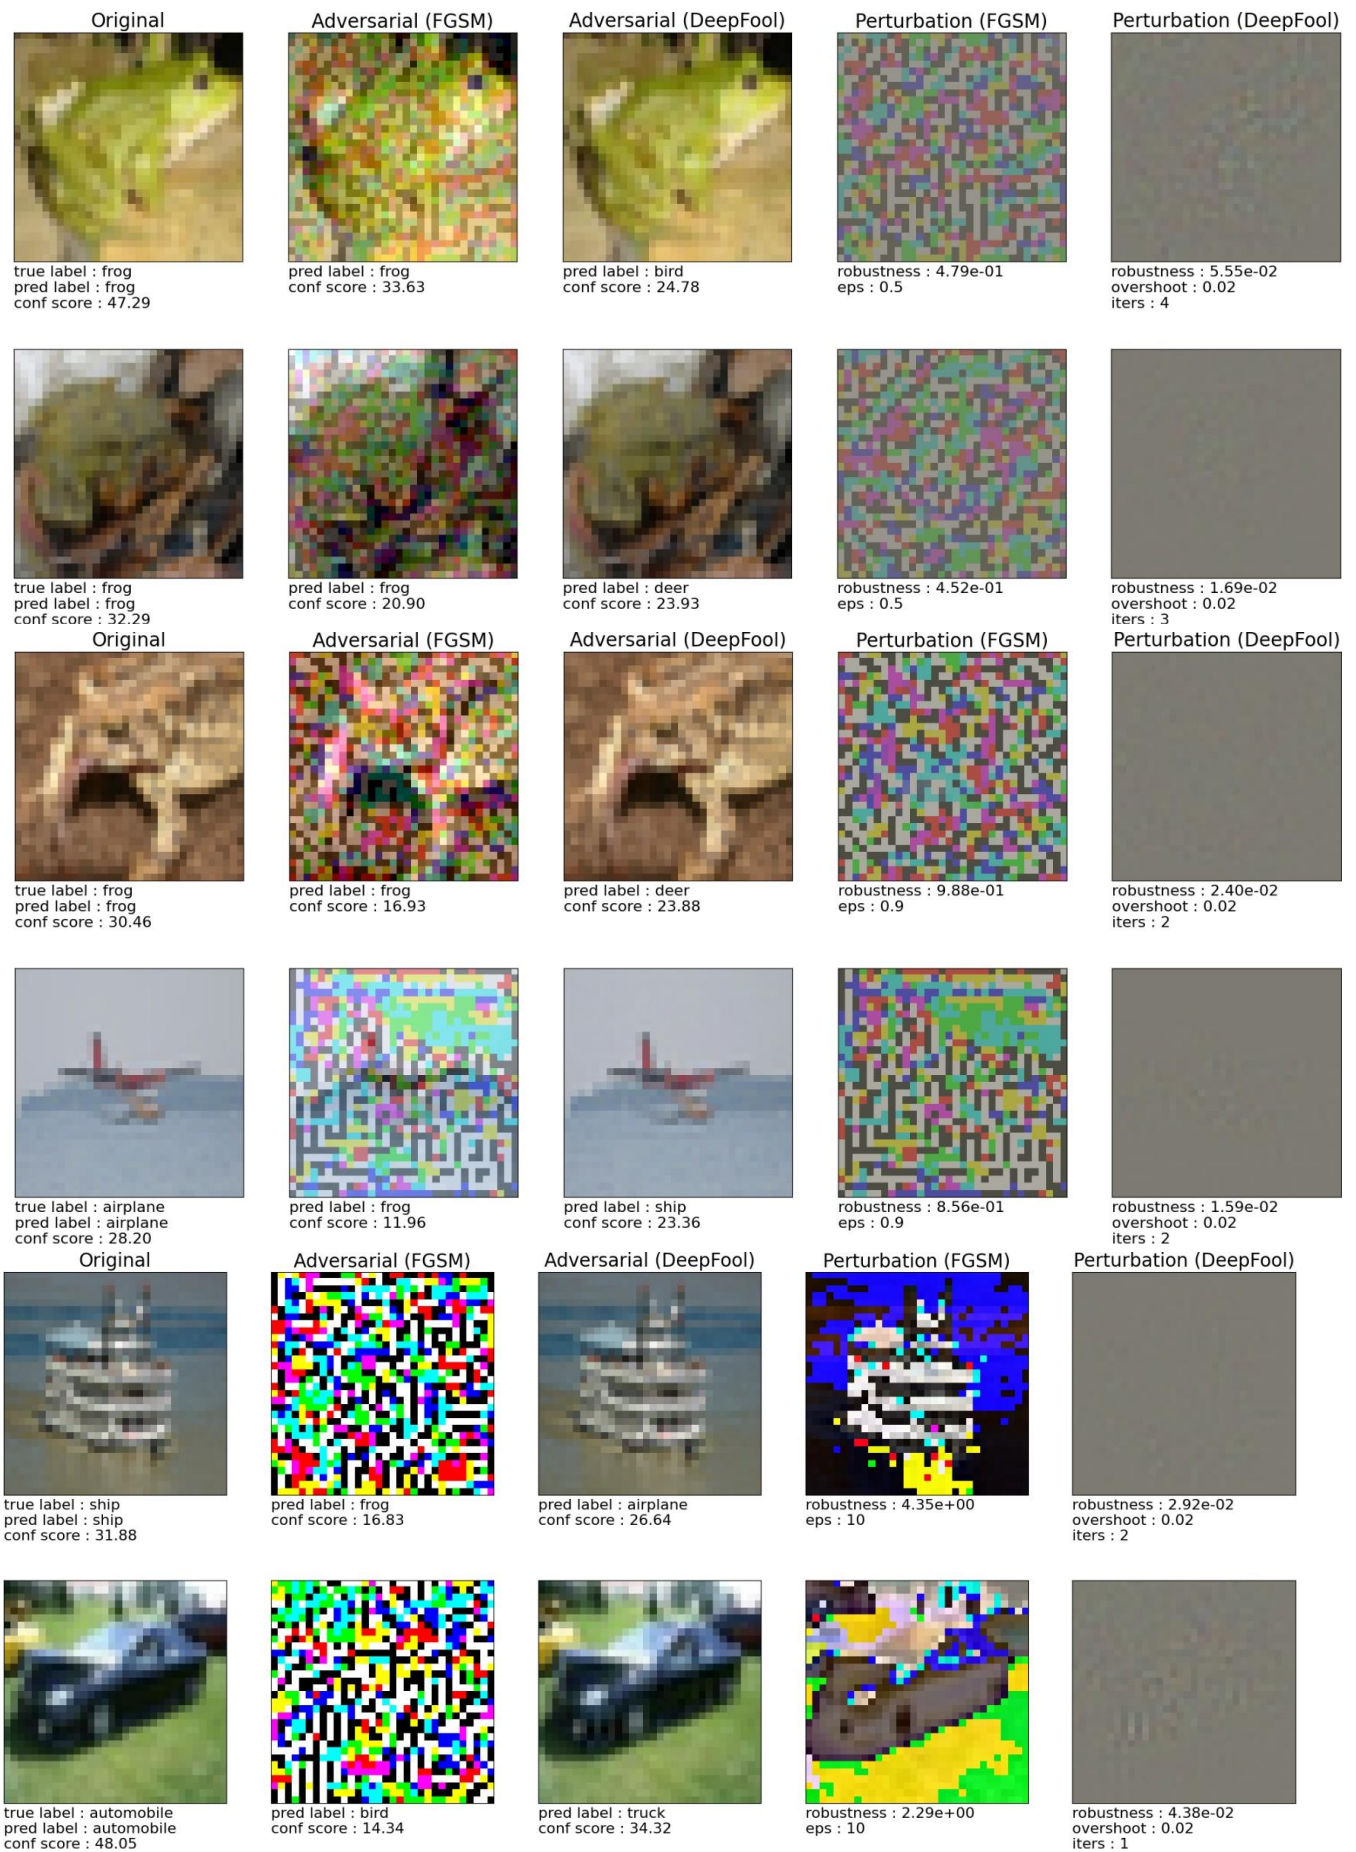 Original
Adversarial (FGSM)
Adversarial (DeepFool)
Perturbation (FGSM)
Perturbation (DeepFool)
true label : frog
pred label : frog
conf score : 47.29
pred label : frog
conf score : 33.63
pred label : bird
conf score : 24.78
robustness : 4.79e-01
eps : 0.5
robustness : 5.55e-02
overshoot : 0.02
iters : 4
true label : frog
pred label : frog
conf score : 32.29
pred label : frog
conf score : 20.90
pred label : deer
conf score : 23.93
robustness : 4.52e-01
eps : 0.5
robustness : 1.69e-02
overshoot : 0.02
iters : 3
Original
Adversarial (FGSM)
Adversarial (DeepFool)
Perturbation (FGSM)
Perturbation (DeepFool)
true label : frog
pred label : frog
conf score : 30.46
pred label : frog
conf score : 16.93
pred label : deer
conf score : 23.88
robustness : 9.88e-01
eps : 0.9
robustness : 2.40e-02
overshoot : 0.02
iters : 2
true label : airplane
pred label : airplane
conf score : 28.20
pred label : frog
conf score : 11.96
pred label : ship
conf score : 23.36
robustness : 8.56e-01
eps : 0.9
robustness : 1.59e-02
overshoot : 0.02
iters : 2
Original
Adversarial (FGSM)
Adversarial (DeepFool)
Perturbation (FGSM)
Perturbation (DeepFool)
true label : ship
pred label : ship
conf score : 31.88
pred label : frog
conf score : 16.83
pred label : airplane
conf score : 26.64
robustness : 4.35e+00
eps : 10
robustness : 2.92e-02
overshoot : 0.02
iters : 2
true label : automobile
pred label : automobile
conf score : 48.05
pred label : bird
conf score : 14.34
pred label : truck
conf score : 34.32
robustness : 2.29e+00
eps : 10
robustness : 4.38e-02
overshoot : 0.02
iters : 1